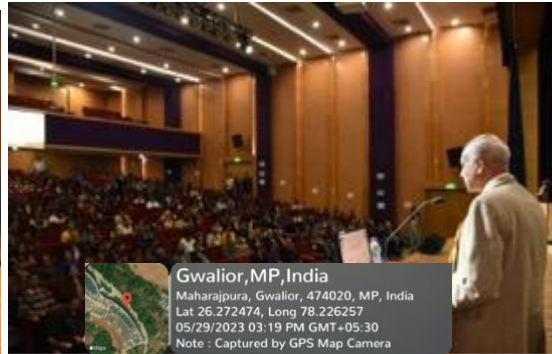 Gwalior,MP,India
Maharajpura, Gwalior, 474020, MP, India
Lat 26.272474, Long 78.226257
05/29/2023 03:19 PM GMT+05:30
Note : Captured by GPS Map Camera